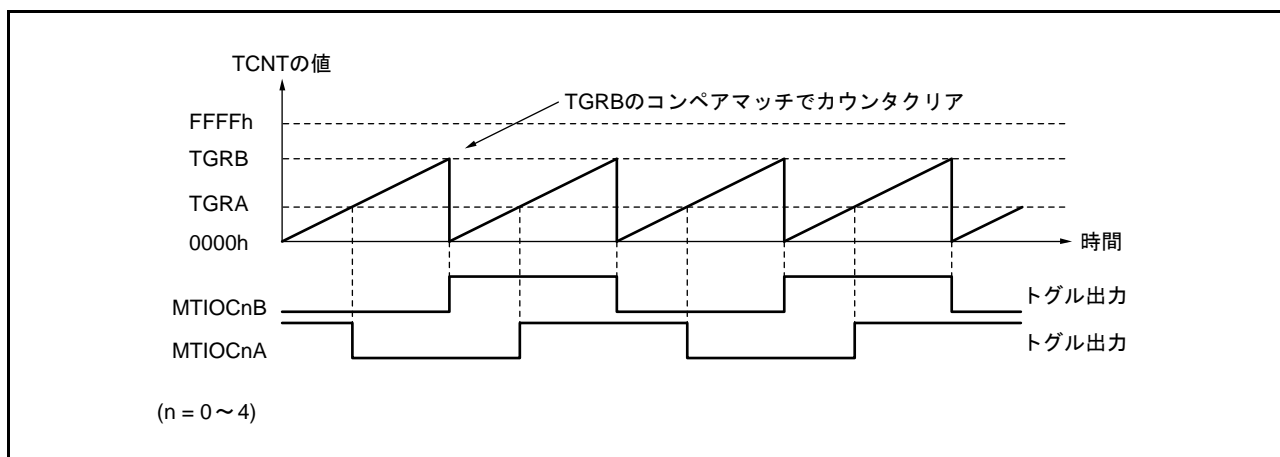 TCNTの値
TGRBのコンペアマッチでカウンタクリア
FFFFh
TGRB
TGRA
0000h
時間
MTIOCnB
トグル出力
MTIOCnA
トグル出力
(n = 0～4)